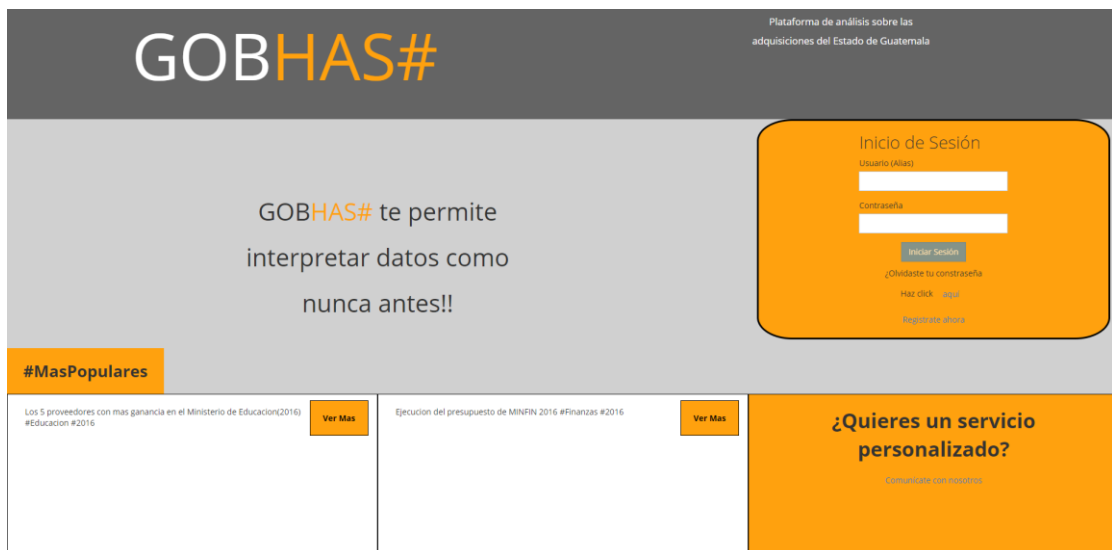 GOBHAS#
Plataforma de análisis sobre las
adquisiciones del Estado de Guatemala
GOBHAS# te permite
interpretar datos como
nunca antes!!
Inicio de Sesión
Usuario (Alias)
Contraseña
Iniciar Sesión
¿Olvidaste tu constraseña
Haz click aqui
Registrate ahora
#MasPopulares
Los 5 proveedores con mas ganancia en el Ministerio de Educacion(2016)
#Educacion #2016
Ver Mas
Ejecucion del presupuesto de MINFIN 2016 #Finanzas #2016
Ver Mas
¿Quieres un servicio
personalizado?
Comunicate con nosotros